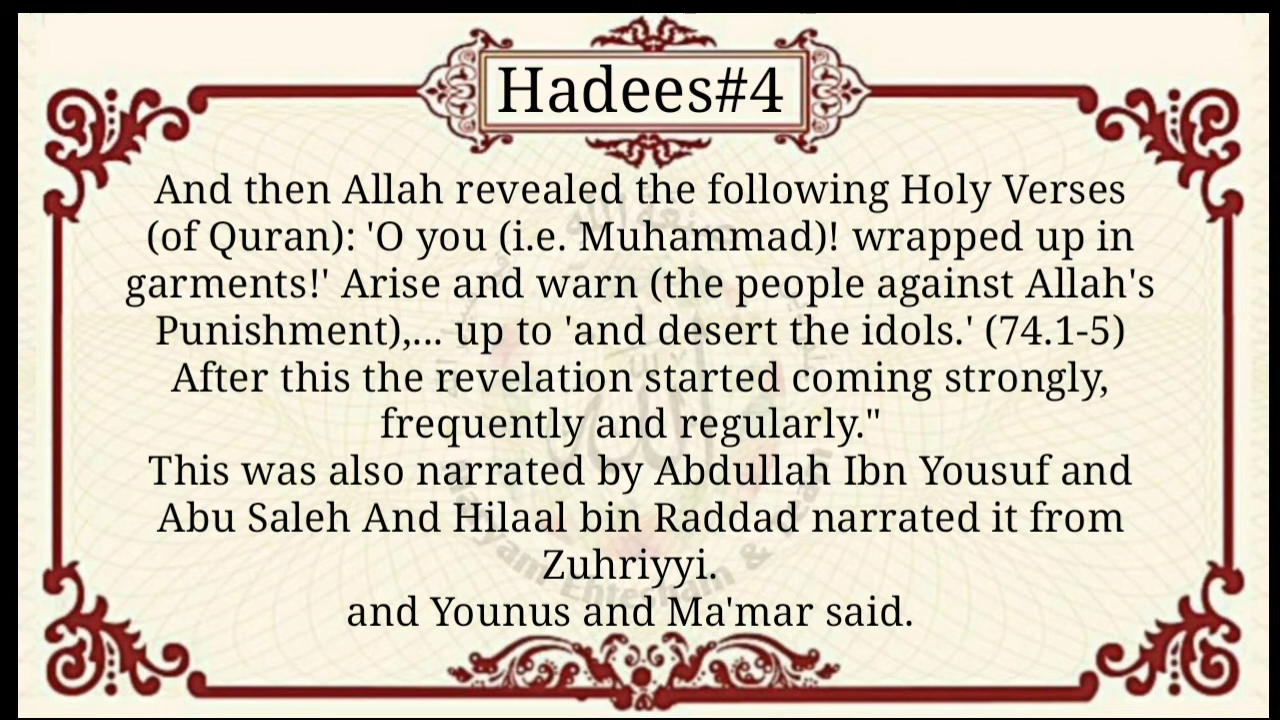 Hadees#4
And then Allah revealed the following Holy Verses
(of Quran): 'O you (i.e. Muhammad)! wrapped up in
garments!' Arise and warn (the people against Allah's
Punishment),... up to 'and desert the idols.' (74.1-5)
After this the revelation started coming strongly,
frequently and regularly."
This was also narrated by Abdullah Ibn Yousuf and
Abu Saleh And Hilaal bin Raddad narrated it from
Zuhriyyi.
and Younus and Ma'mar said.